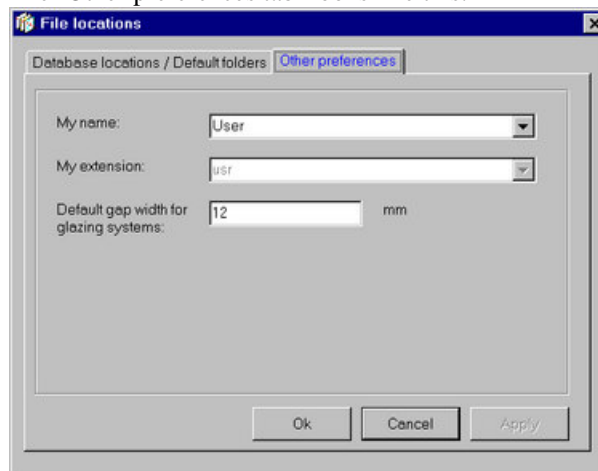 File locations
Database locations / Default folders Other preferences
My name: User
My extension: usr
Default gap width for 12 mm
glazing systems:
Ok Cancel Apply